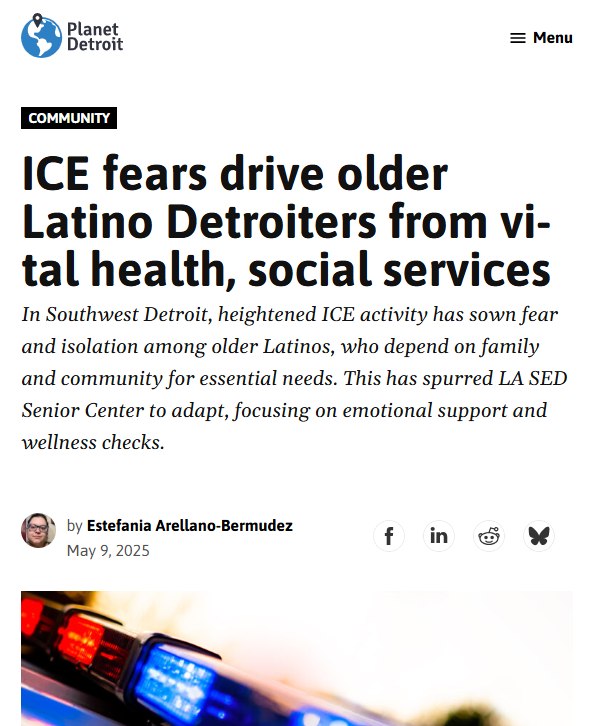 Planet
Detroit
Menu
COMMUNITY
ICE fears drive older
Latino Detroiters from vi-
tal health, social services
In Southwest Detroit, heightened ICE activity has sown fear
and isolation among older Latinos, who depend on family
and community for essential needs. This has spurred LA SED
Senior Center to adapt, focusing on emotional support and
wellness checks.
by Estefania Arellano-Bermudez
May 9, 2025